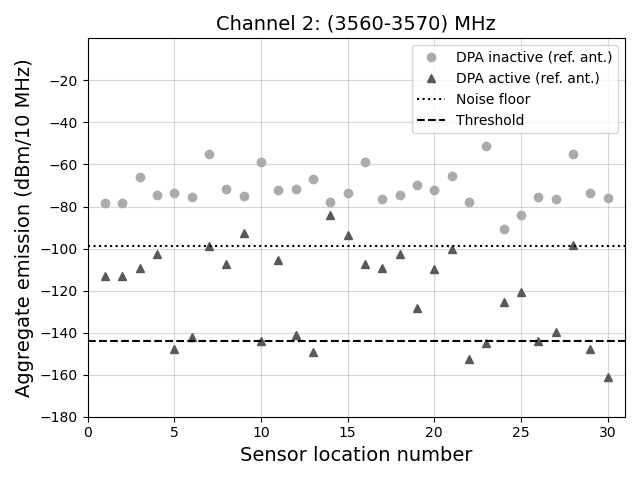 Channel 2: (3560-3570) MHz
DPA inactive (ref. ant.)
DPA active (ref. ant.)
Noise floor
Threshold
Aggregate emission (dBm/10 MHz)
−20
−40
−60
−80
−100
−120
−140
−160
−180
0 5 10 15 20 25 30
Sensor location number